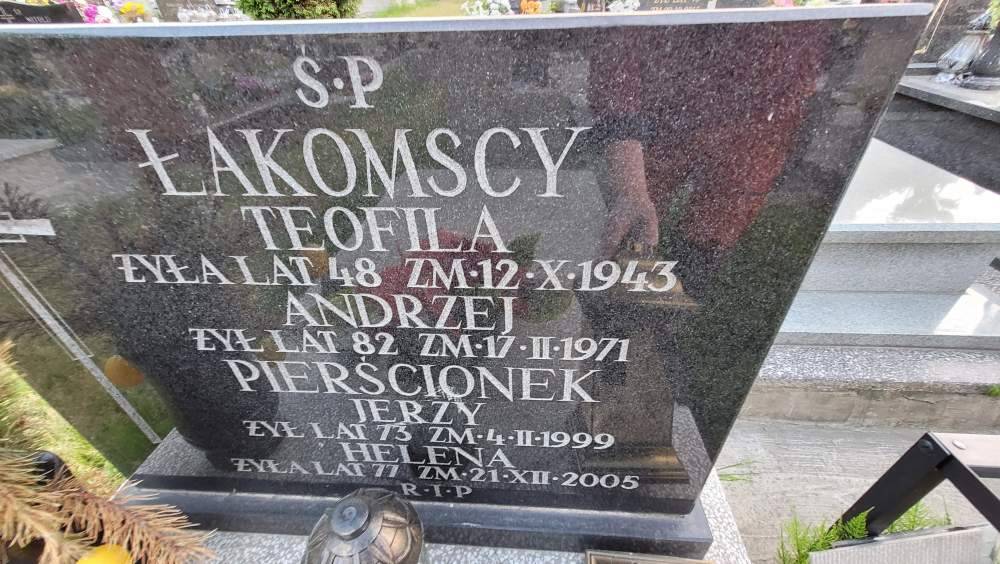 Ś·P
ŁAKOMSCY
TEOFILA
ŻYŁA LAT 48 ZM·12·X·1943
ANDRZEJ
ŻYŁ LAT 82 ZM·17·II·1971
PIERŚCIONEK
JERZY
ŻYŁ LAT 73 ZM·4·II·1999
HELENA
ŻYŁA LAT 77 ZM·21·XII·2005
R·I·P